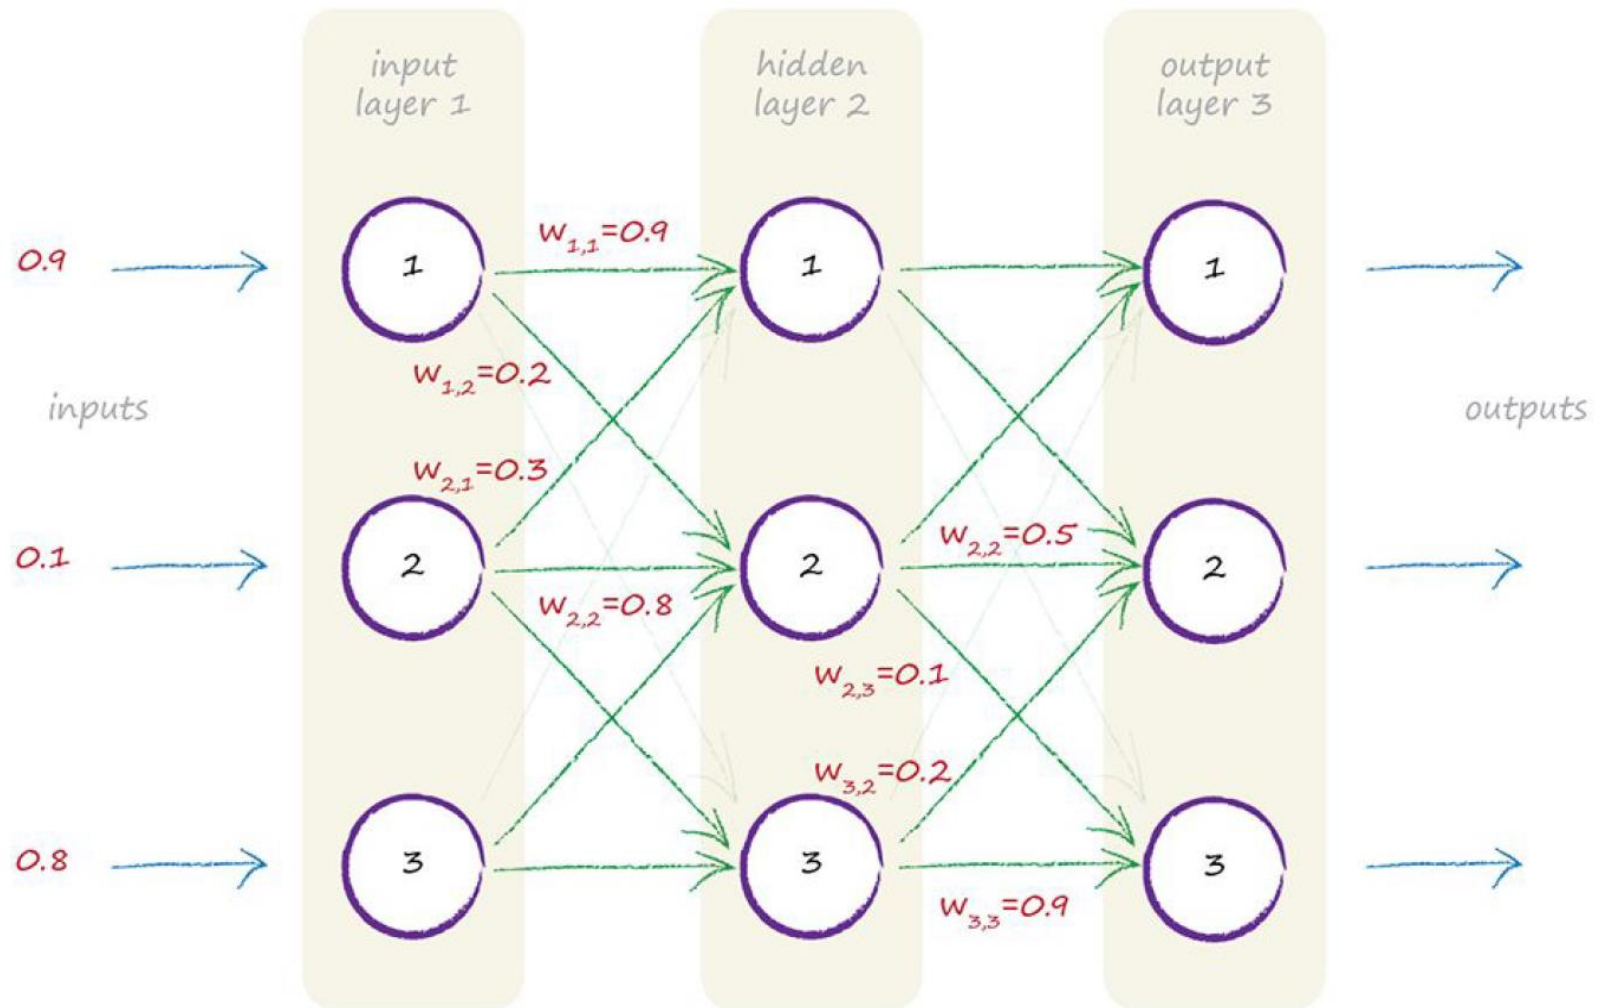 input
layer 1
hidden
layer 2
output
layer 3
0.9
1
w1,1=0.9
1
1
w1,2=0.2
inputs
outputs
w2,1=0.3
0.1
2
w2,2=0.8
2
w2,2=0.5
2
w2,3=0.1
w3,2=0.2
0.8
3
3
w3,3=0.9
3